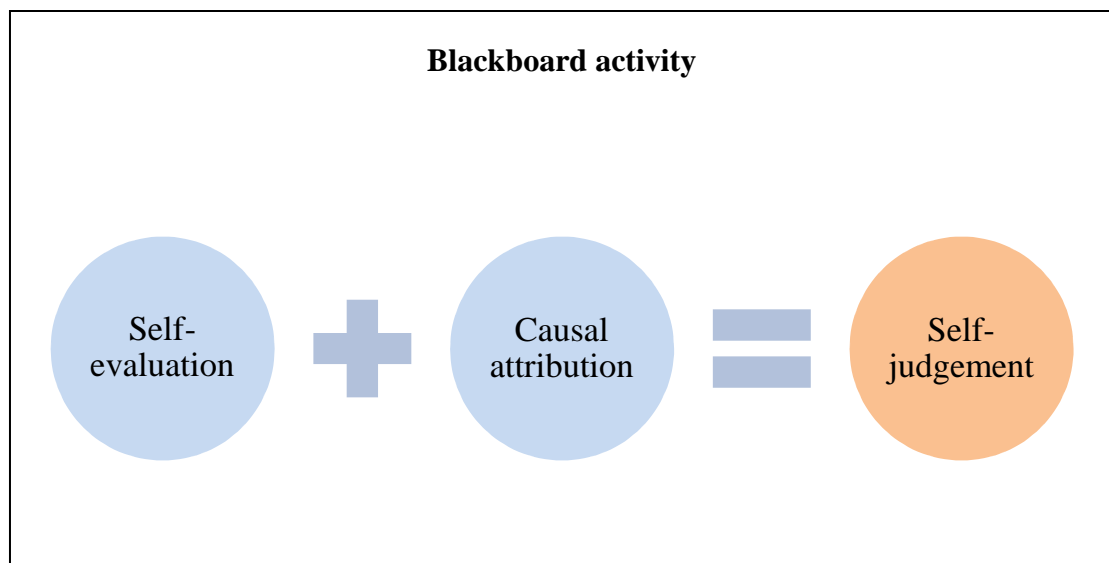 Blackboard activity
Self-
evaluation
Causal
attribution
Self-
judgement